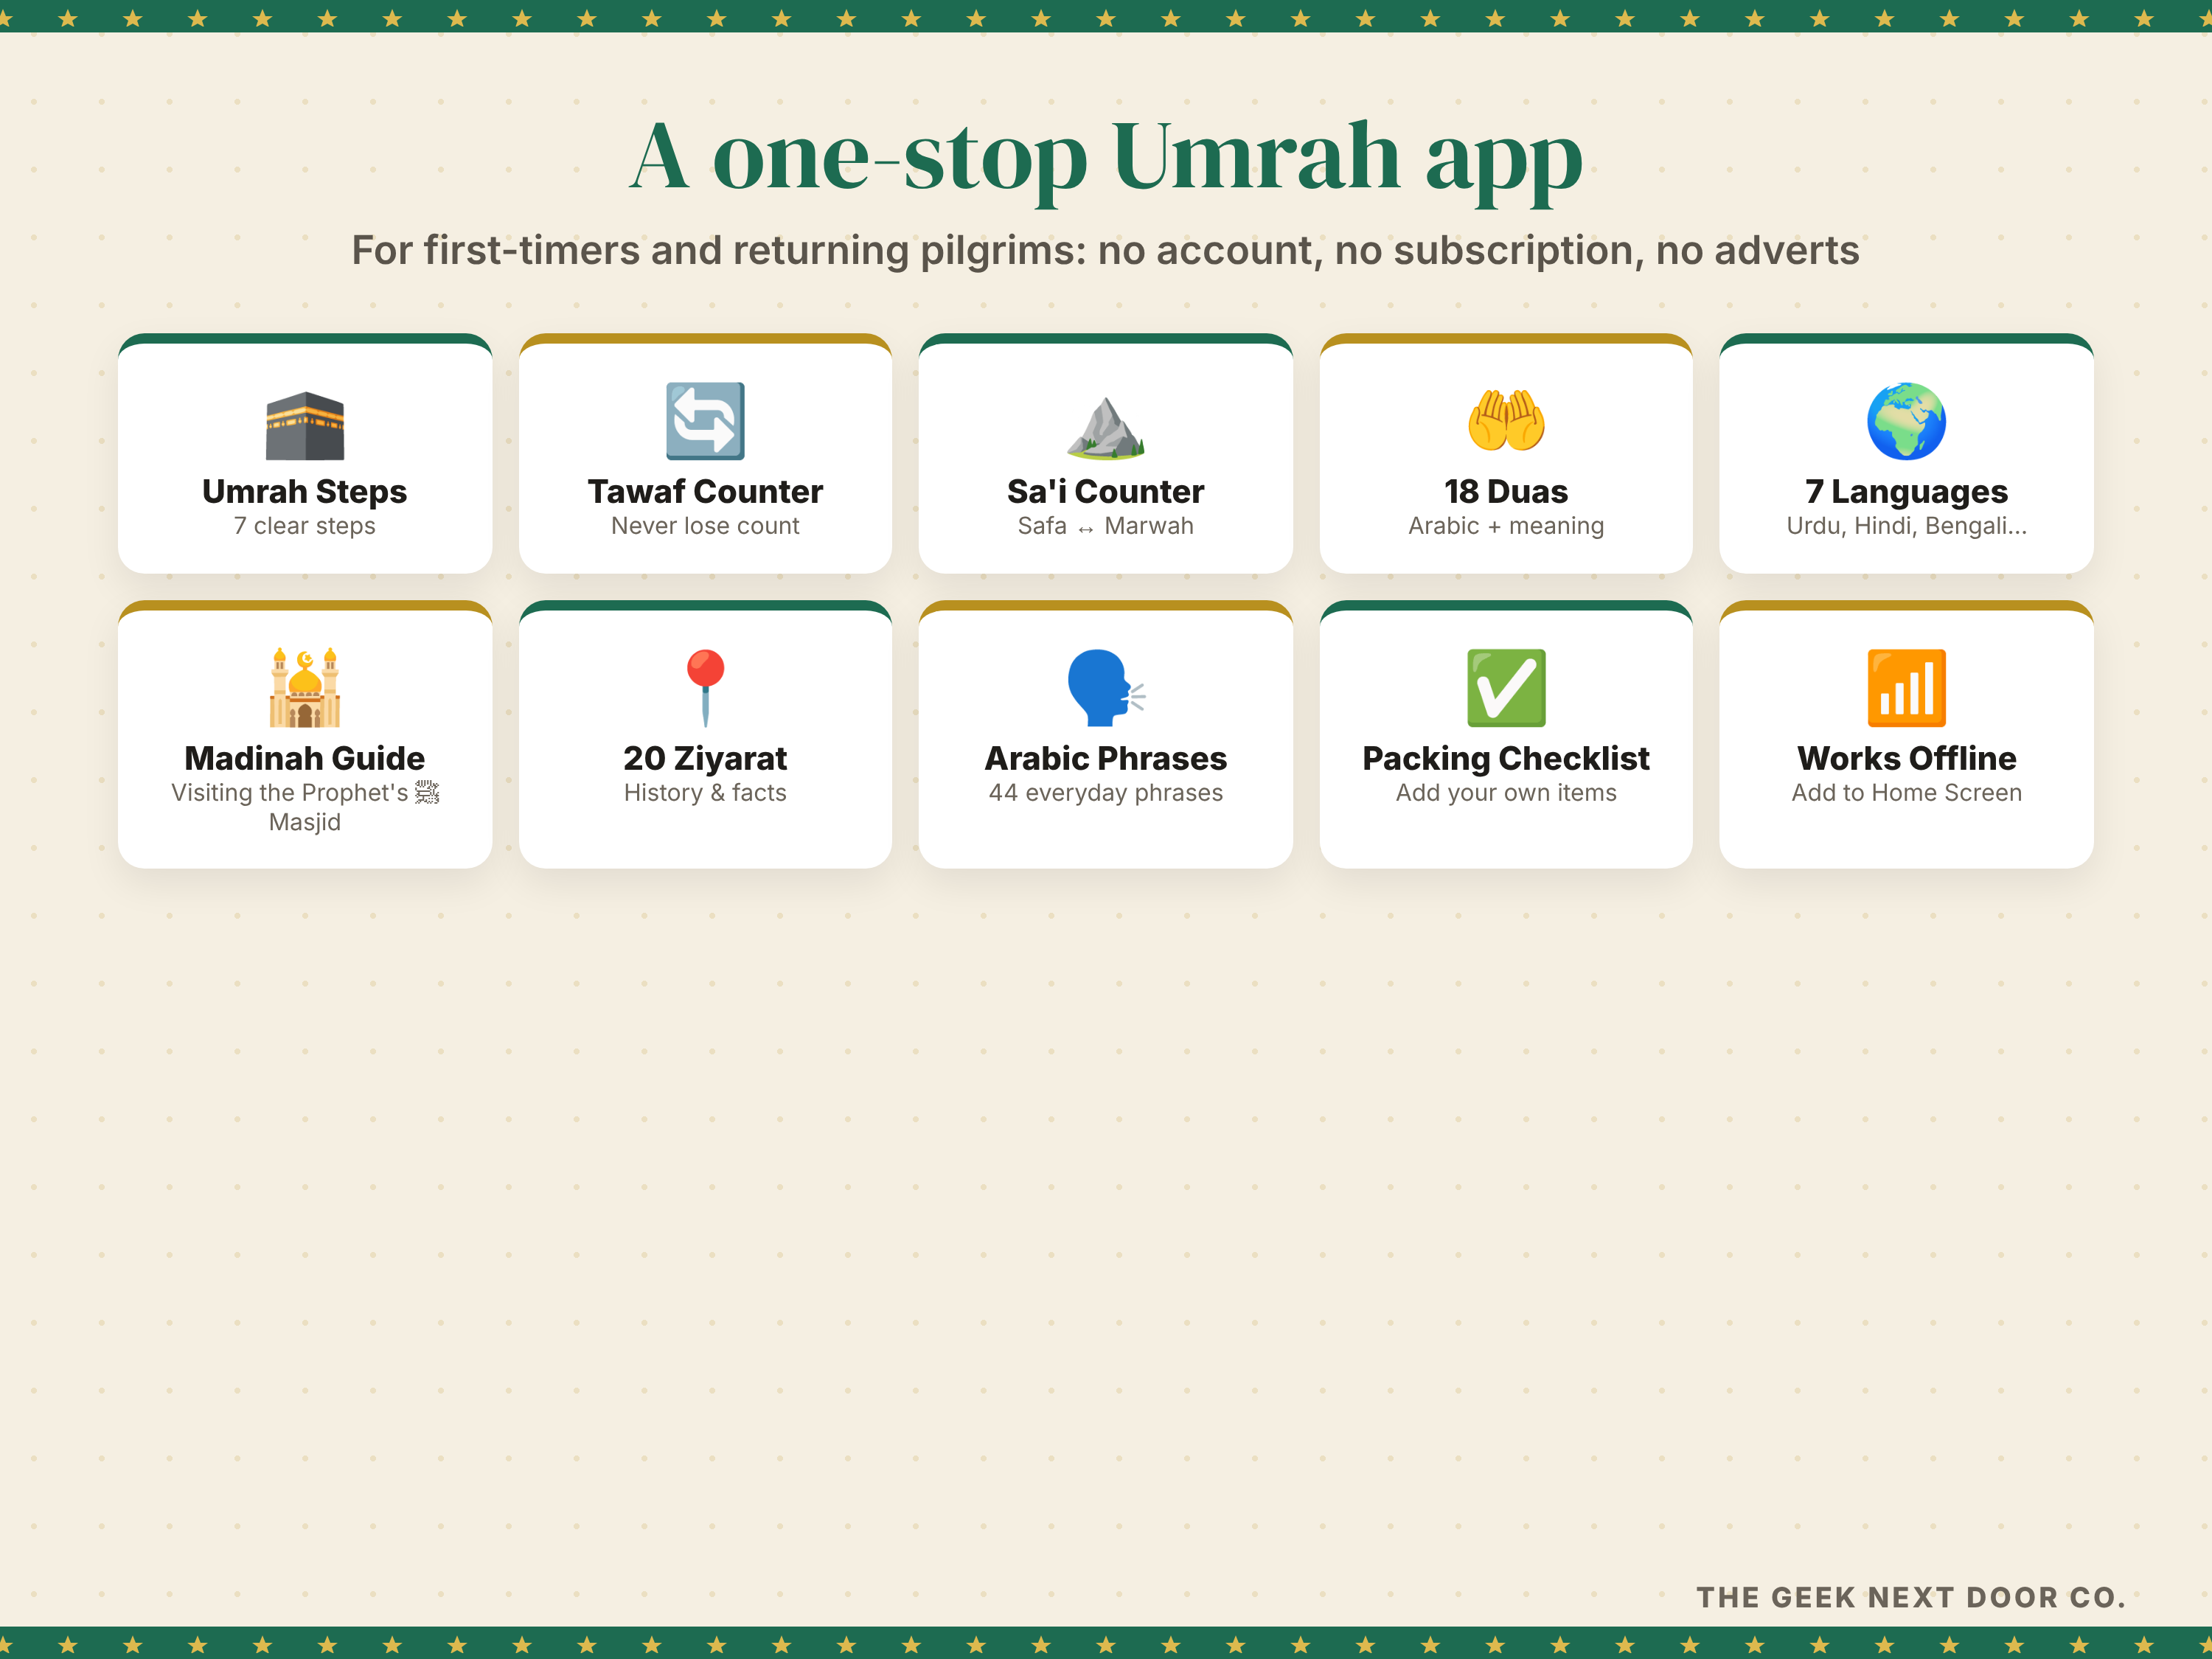 A one-stop Umrah app
For first-timers and returning pilgrims: no account, no subscription, no adverts
Umrah Steps
7 clear steps
Tawaf Counter
Never lose count
Sa'i Counter
Safa ↔ Marwah
18 Duas
Arabic + meaning
7 Languages
Urdu, Hindi, Bengali...
Madinah Guide
Visiting the Prophet's ﷺ
Masjid
20 Ziyarat
History & facts
Arabic Phrases
44 everyday phrases
Packing Checklist
Add your own items
Works Offline
Add to Home Screen
THE GEEK NEXT DOOR CO.